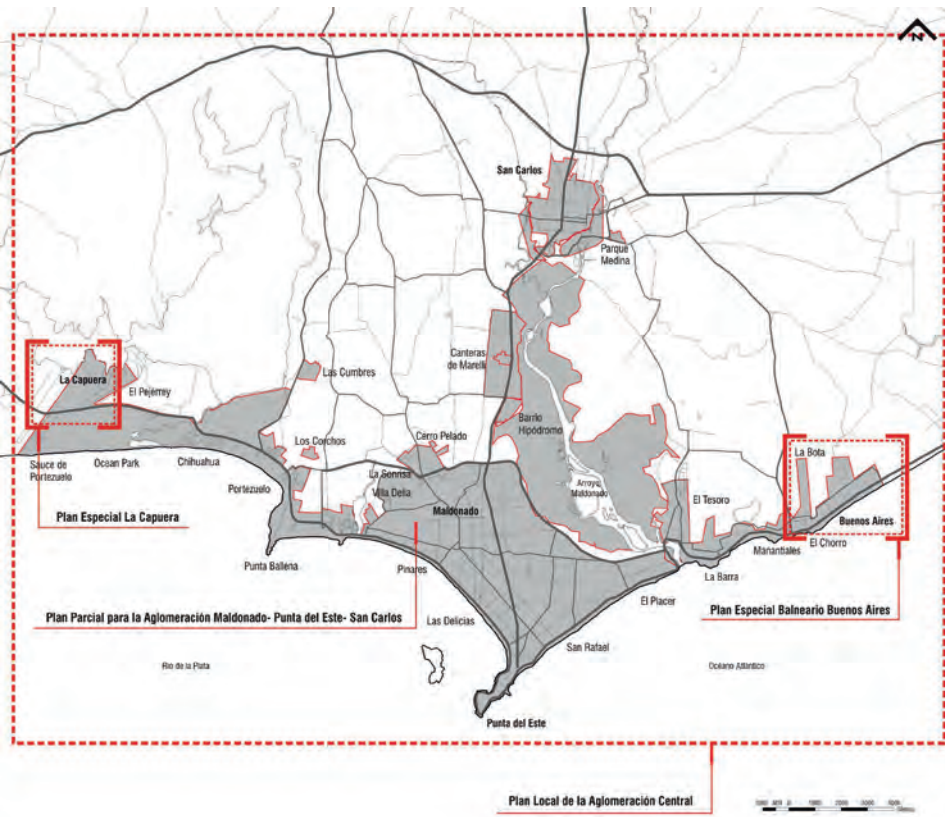 N
San Carlos
Parque
Medina
La Capuera
El Pejerrey
Las Cumbres
Canteras
de Marelli
Los Corchos
Cerro Pelado
Barrio
Hipódromo
La Bota
Sauce de
Portezuelo
Ocean Park
Chihuahua
Portezuelo
La Sonrisa
Villa Delia
Maldonado
Arroyo
Maldonado
El Tesoro
Buenos Aires
Plan Especial La Capuera
Manantiales
El Chorro
Punta Ballena
Pinares
La Barra
El Placer
Plan Especial Balneario Buenos Aires
Plan Parcial para la Aglomeración Maldonado- Punta del Este- San Carlos
Las Delicias
San Rafael
Rio de la Plata
Océano Atlántico
Punta del Este
Plan Local de la Aglomeración Central